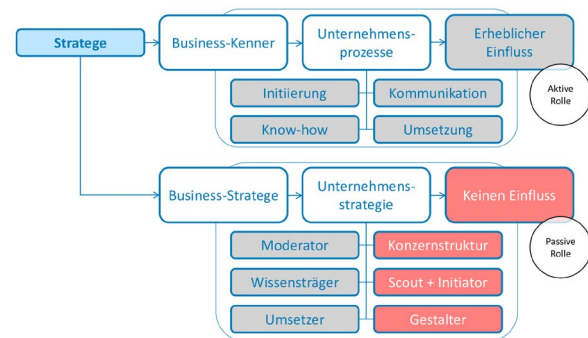 Stratege
Business-Kenner
Unternehmens-
prozesse
Erheblicher
Einfluss
Initiierung
Kommunikation
Know-how
Umsetzung
Aktive
Rolle
Business-Stratege
Unternehmens-
strategie
Keinen Einfluss
Moderator
Konzernstruktur
Wissensträger
Scout + Initiator
Umsetzer
Gestalter
Passive
Rolle